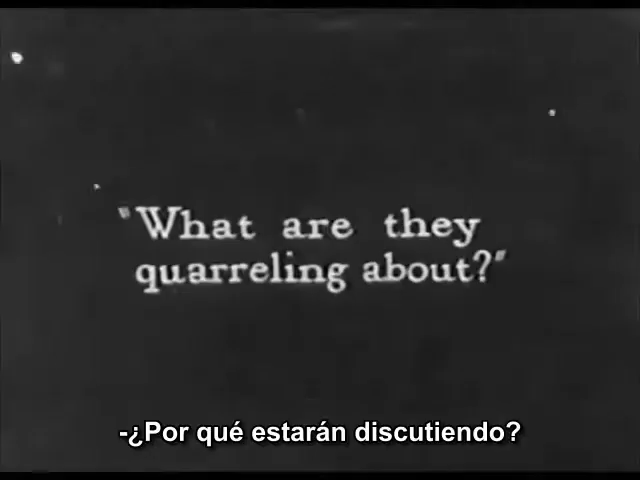 "What are they
quarreling about?"
-¿Por qué estarán discutiendo?